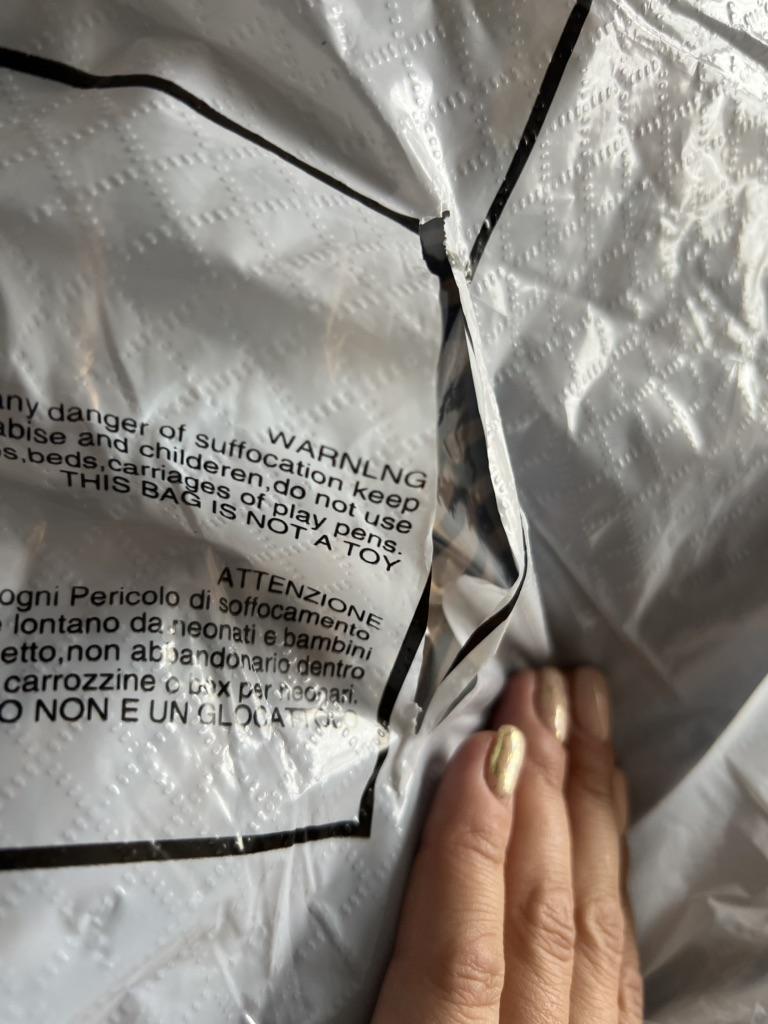 WARNLNG
any danger of suffocation keep
abise and childeren,do not use
s,beds,carriages of play pens.
THIS BAG IS NOT A TOY
ATTENZIONE
ogni Pericolo di soffocamento
lontano da neonati e bambini
etto,non abbandonario dentro
carrozzine o box per neonari.
O NON E UN GLOCATTOLO